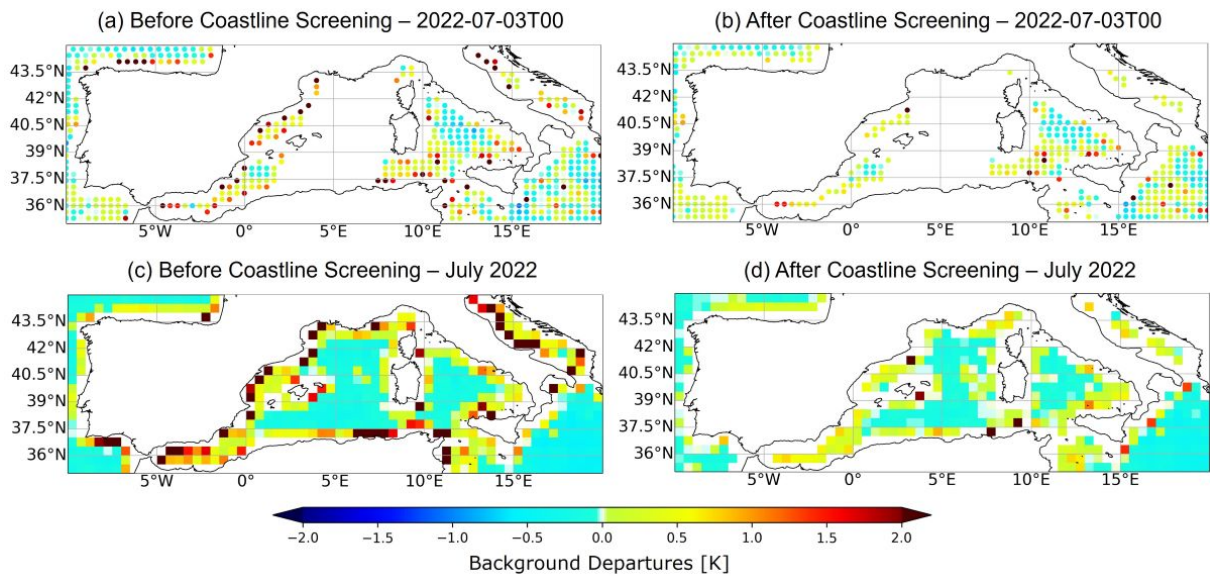 (a) Before Coastline Screening – 2022-07-03T00
(b) After Coastline Screening – 2022-07-03T00
43.5°N
42°N
40.5°N
39°N
37.5°N
36°N
5°W 0° 5°E 10°E 15°E
43.5°N
42°N
40.5°N
39°N
37.5°N
36°N
5°W 0° 5°E 10°E 15°E
(c) Before Coastline Screening – July 2022
(d) After Coastline Screening – July 2022
43.5°N
42°N
40.5°N
39°N
37.5°N
36°N
5°W 0° 5°E 10°E 15°E
43.5°N
42°N
40.5°N
39°N
37.5°N
36°N
5°W 0° 5°E 10°E 15°E
−2.0 −1.5 −1.0 −0.5 0.0 0.5 1.0 1.5 2.0
Background Departures [K]